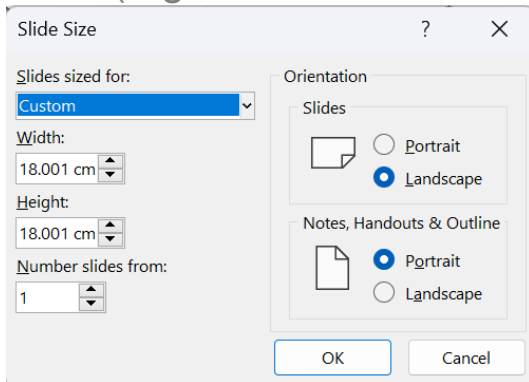 Slide Size ? X
Slides sized for:
Custom
Width:
18.001 cm
Height:
18.001 cm
Number slides from:
1
Orientation
Slides
Portrait
Landscape
Notes, Handouts & Outline
Portrait
Landscape
OK
Cancel